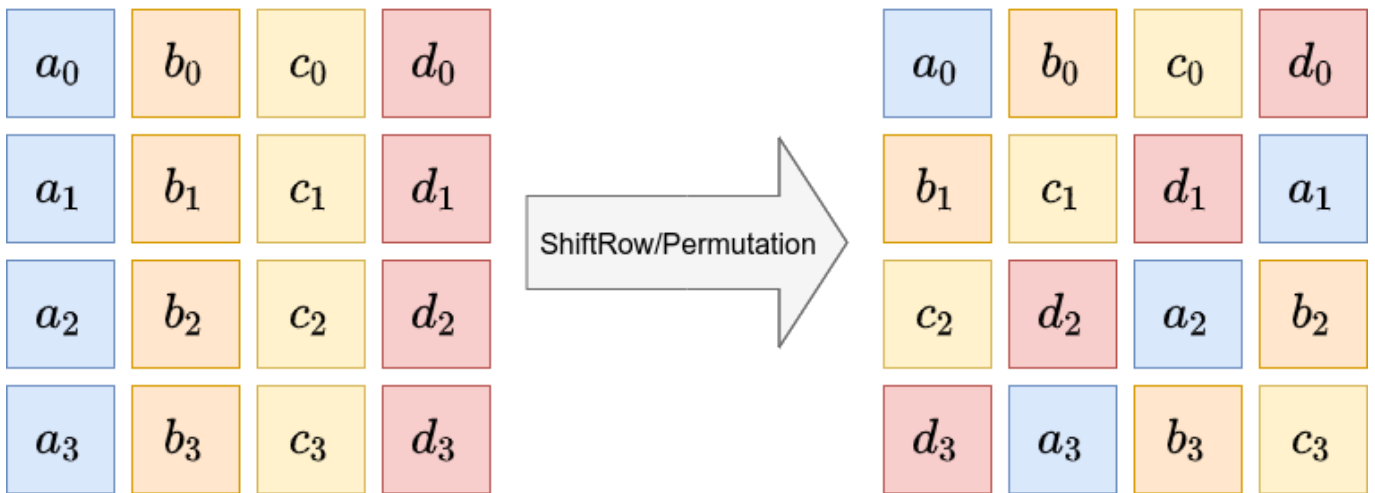 a₀ b₀ c₀ d₀ a₀ b₀ c₀ d₀
a₁ b₁ c₁ d₁ b₁ c₁ d₁ a₁
ShiftRow/Permutation
a₂ b₂ c₂ d₂ c₂ d₂ a₂ b₂
a₃ b₃ c₃ d₃ d₃ a₃ b₃ c₃